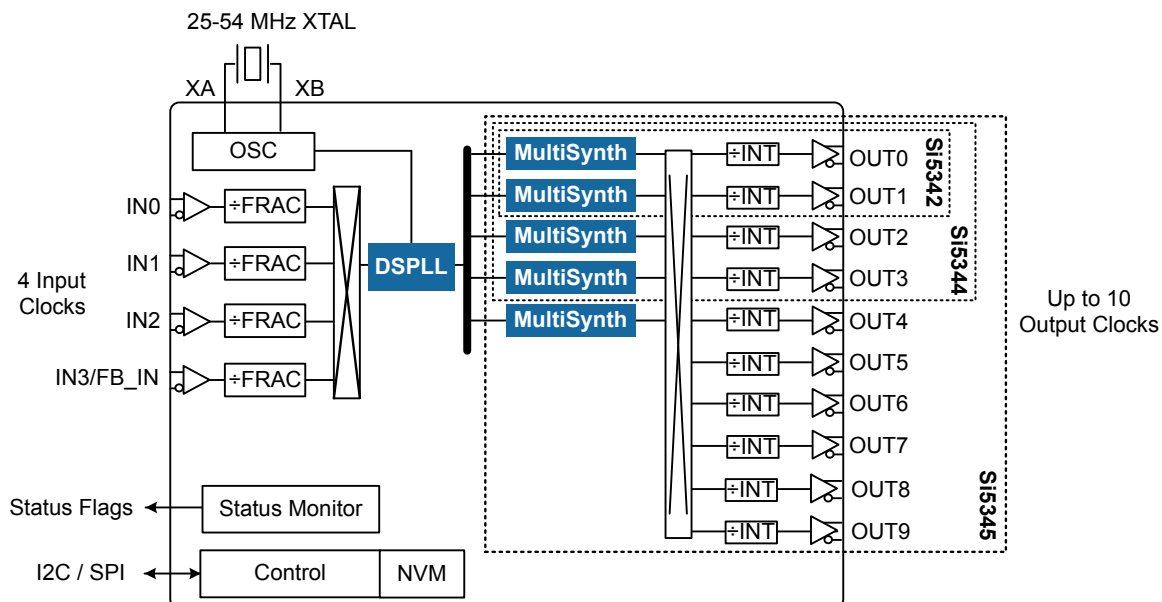 25-54 MHz XTAL
XA
XB
OSC
IN0
÷FRAC
IN1
÷FRAC
4 Input
Clocks
IN2
÷FRAC
IN3/FB_IN
÷FRAC
DSPLL
MultiSynth
÷INT
OUT0
MultiSynth
÷INT
OUT1
Si5342
MultiSynth
÷INT
OUT2
MultiSynth
÷INT
OUT3
Si5344
MultiSynth
÷INT
OUT4
÷INT
OUT5
÷INT
OUT6
÷INT
OUT7
÷INT
OUT8
÷INT
OUT9
Si5345
Up to 10
Output Clocks
Status Flags
Status Monitor
I2C / SPI
Control
NVM